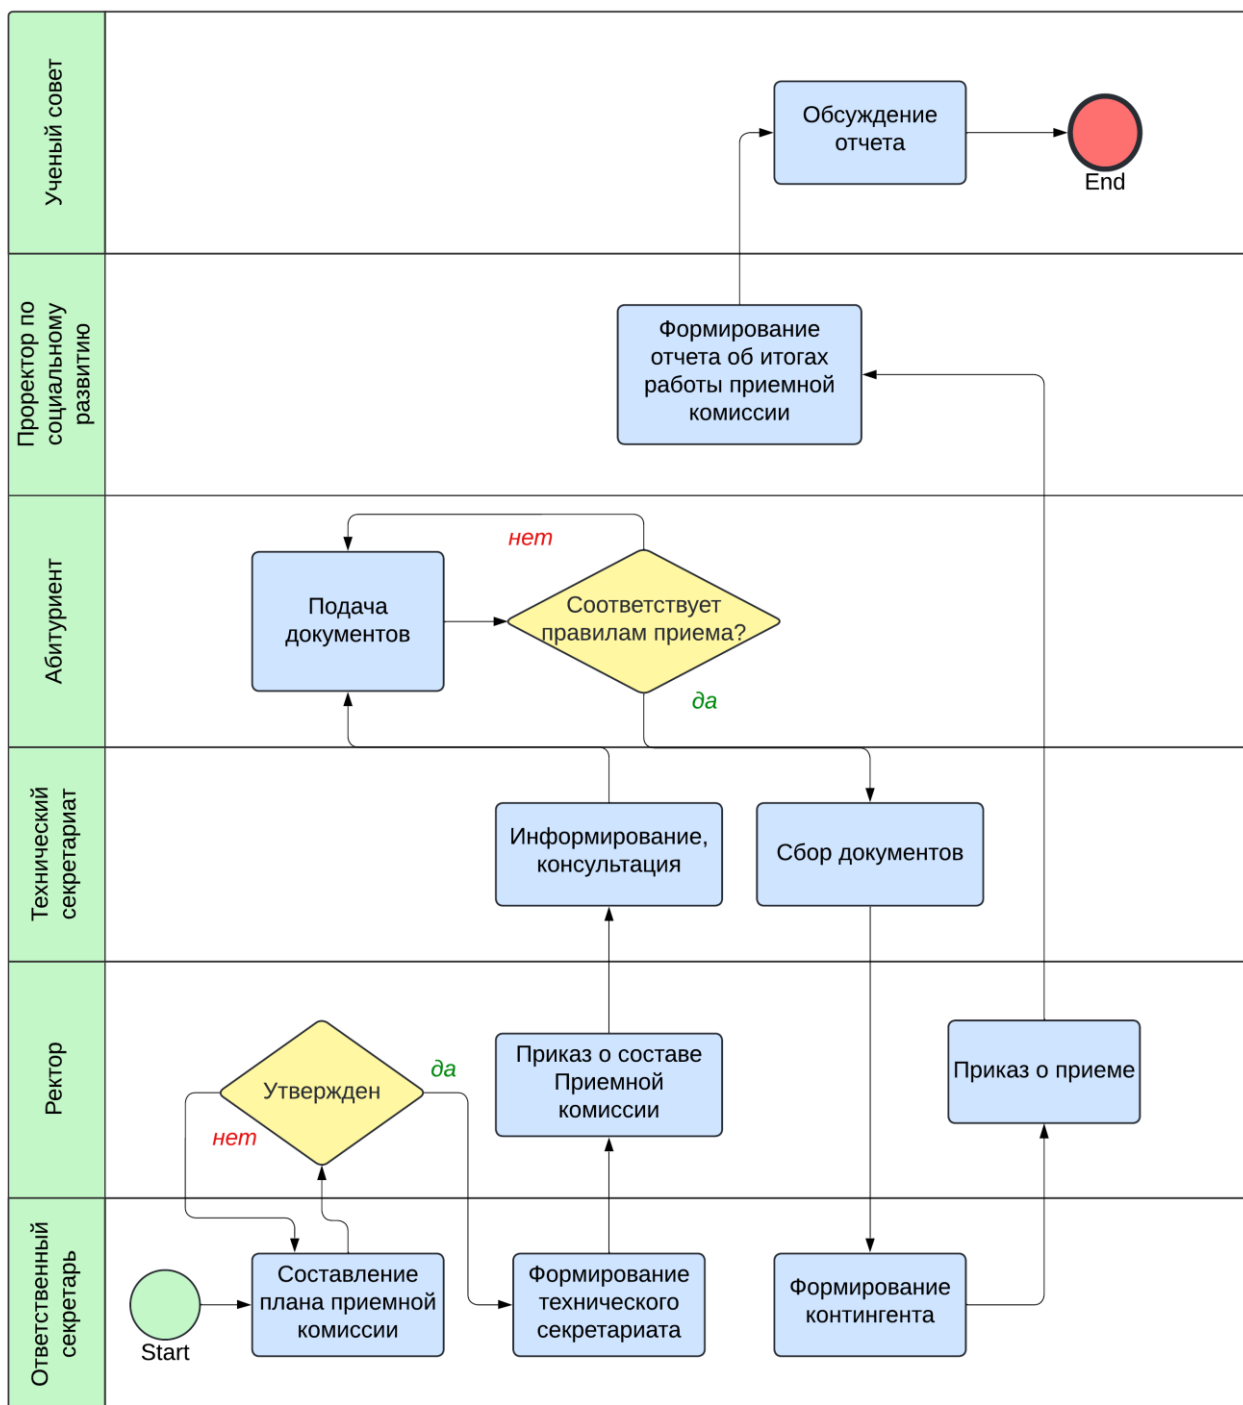 Ученый совет
Обсуждение
отчета
End
Проректор по
социальному
развитию
Формирование
отчета об итогах
работы приемной
комиссии
Абитуриент
нет
Подача
документов
Соответствует
правилам приема?
да
Технический
секретариат
Информирование,
консультация
Сбор документов
Ректор
Утвержден
да
нет
Приказ о составе
Приемной
комиссии
Приказ о приеме
Ответственный
секретарь
Start
Составление
плана приемной
комиссии
Формирование
технического
секретариата
Формирование
контингента